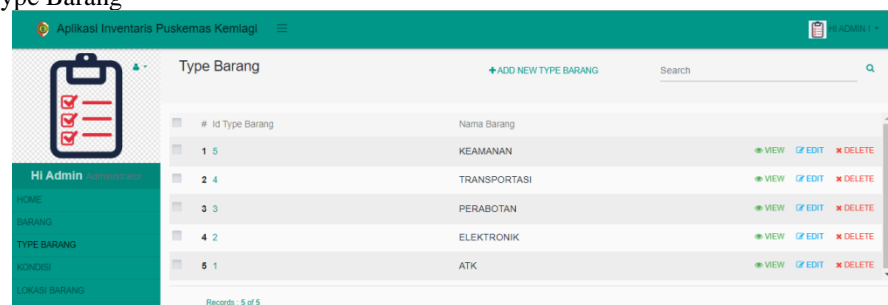 ype Barang
Aplikasi Inventaris Puskemas Kemlagi
HI ADMIN !
Type Barang
+ADD NEW TYPE BARANG
Search
# Id Type Barang Nama Barang
1 5 KEAMANAN VIEW EDIT DELETE
2 4 TRANSPORTASI VIEW EDIT DELETE
3 3 PERABOTAN VIEW EDIT DELETE
4 2 ELEKTRONIK VIEW EDIT DELETE
5 1 ATK VIEW EDIT DELETE
Records : 5 of 5
Hi Admin Administrator
HOME
BARANG
TYPE BARANG
KONDISI
LOKASI BARANG